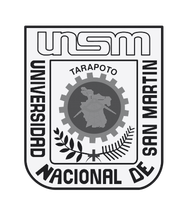 unsm
TARAPOTO
UNIVERSIDAD
NACIONAL DE
SAN MARTIN